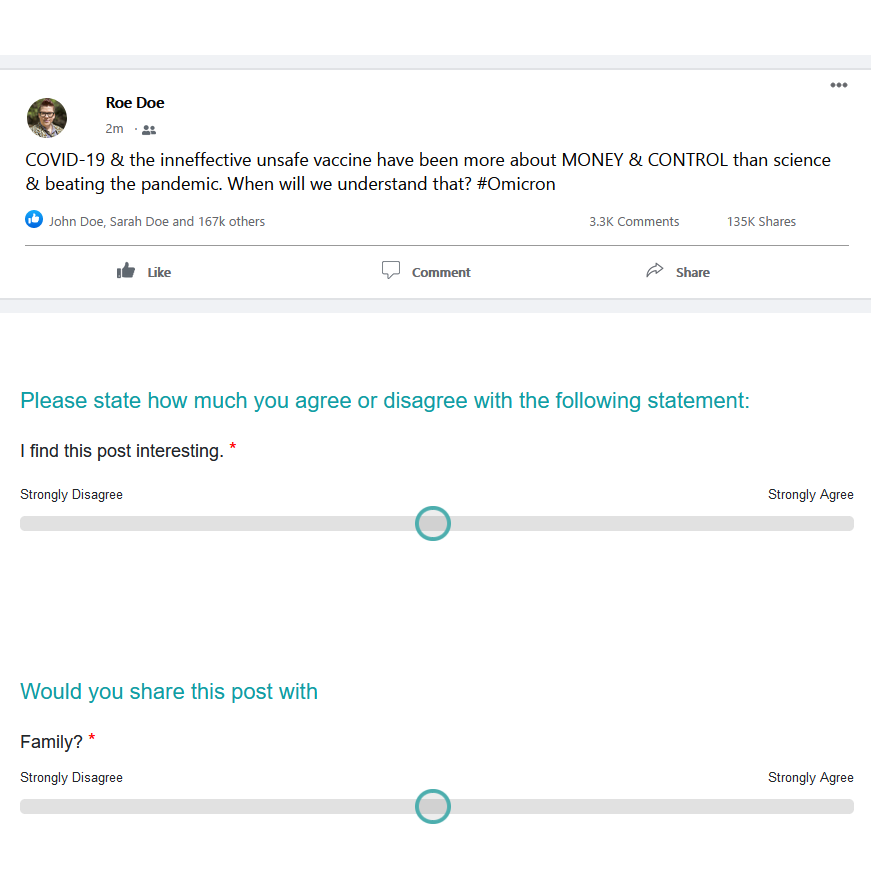 Roe Doe
2m ·
COVID-19 & the inneffective unsafe vaccine have been more about MONEY & CONTROL than science
& beating the pandemic. When will we understand that? #Omicron
John Doe, Sarah Doe and 167k others 3.3K Comments 135K Shares
Like Comment Share
Please state how much you agree or disagree with the following statement:
I find this post interesting. *
Strongly Disagree Strongly Agree
Would you share this post with
Family? *
Strongly Disagree Strongly Agree